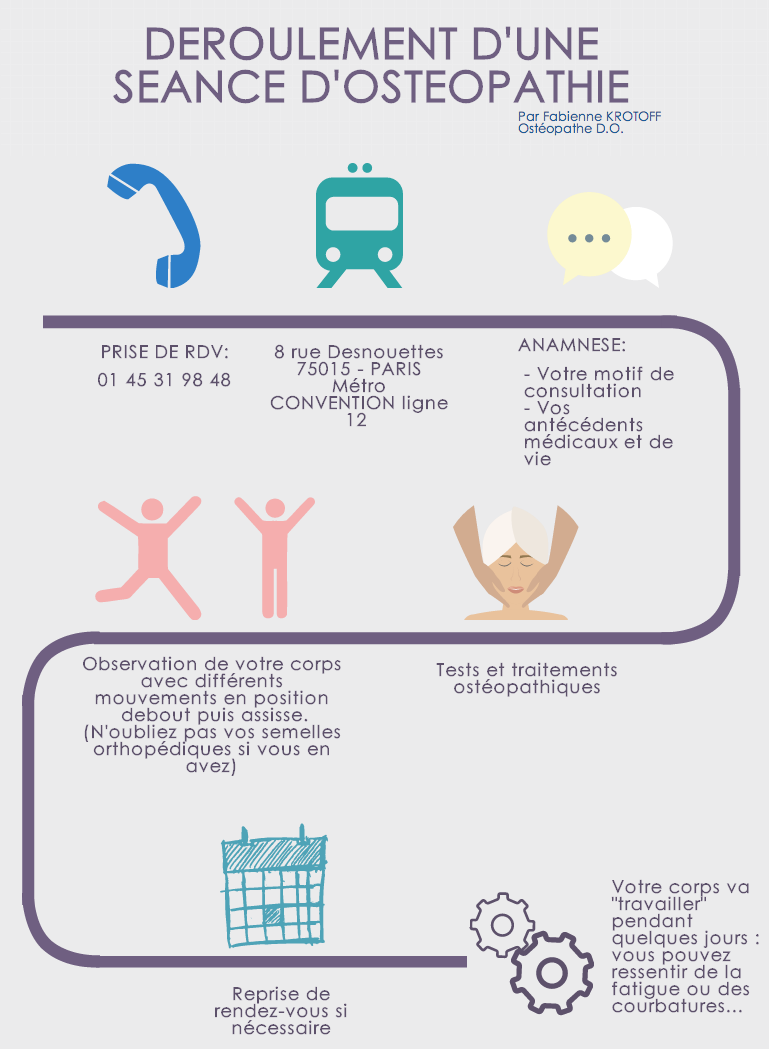 DEROULEMENT D'UNE
SEANCE D'OSTEOPATHIE
Par Fabienne KROTOFF
Ostéopathe D.O.
PRISE DE RDV:
01 45 31 98 48
8 rue Desnouettes
75015 - PARIS
Métro
CONVENTION ligne
12
ANAMNESE:
- Votre motif de
consultation
- Vos
antécédents
médicaux et de
vie
Observation de votre corps
avec différents
mouvements en position
debout puis assisse.
(N'oubliez pas vos semelles
orthopédiques si vous en
avez)
Tests et traitements
ostéopathiques
Reprise de
rendez-vous si
nécessaire
Votre corps va
"travailler"
pendant
quelques jours :
vous pouvez
ressentir de la
fatigue ou des
courbatures...